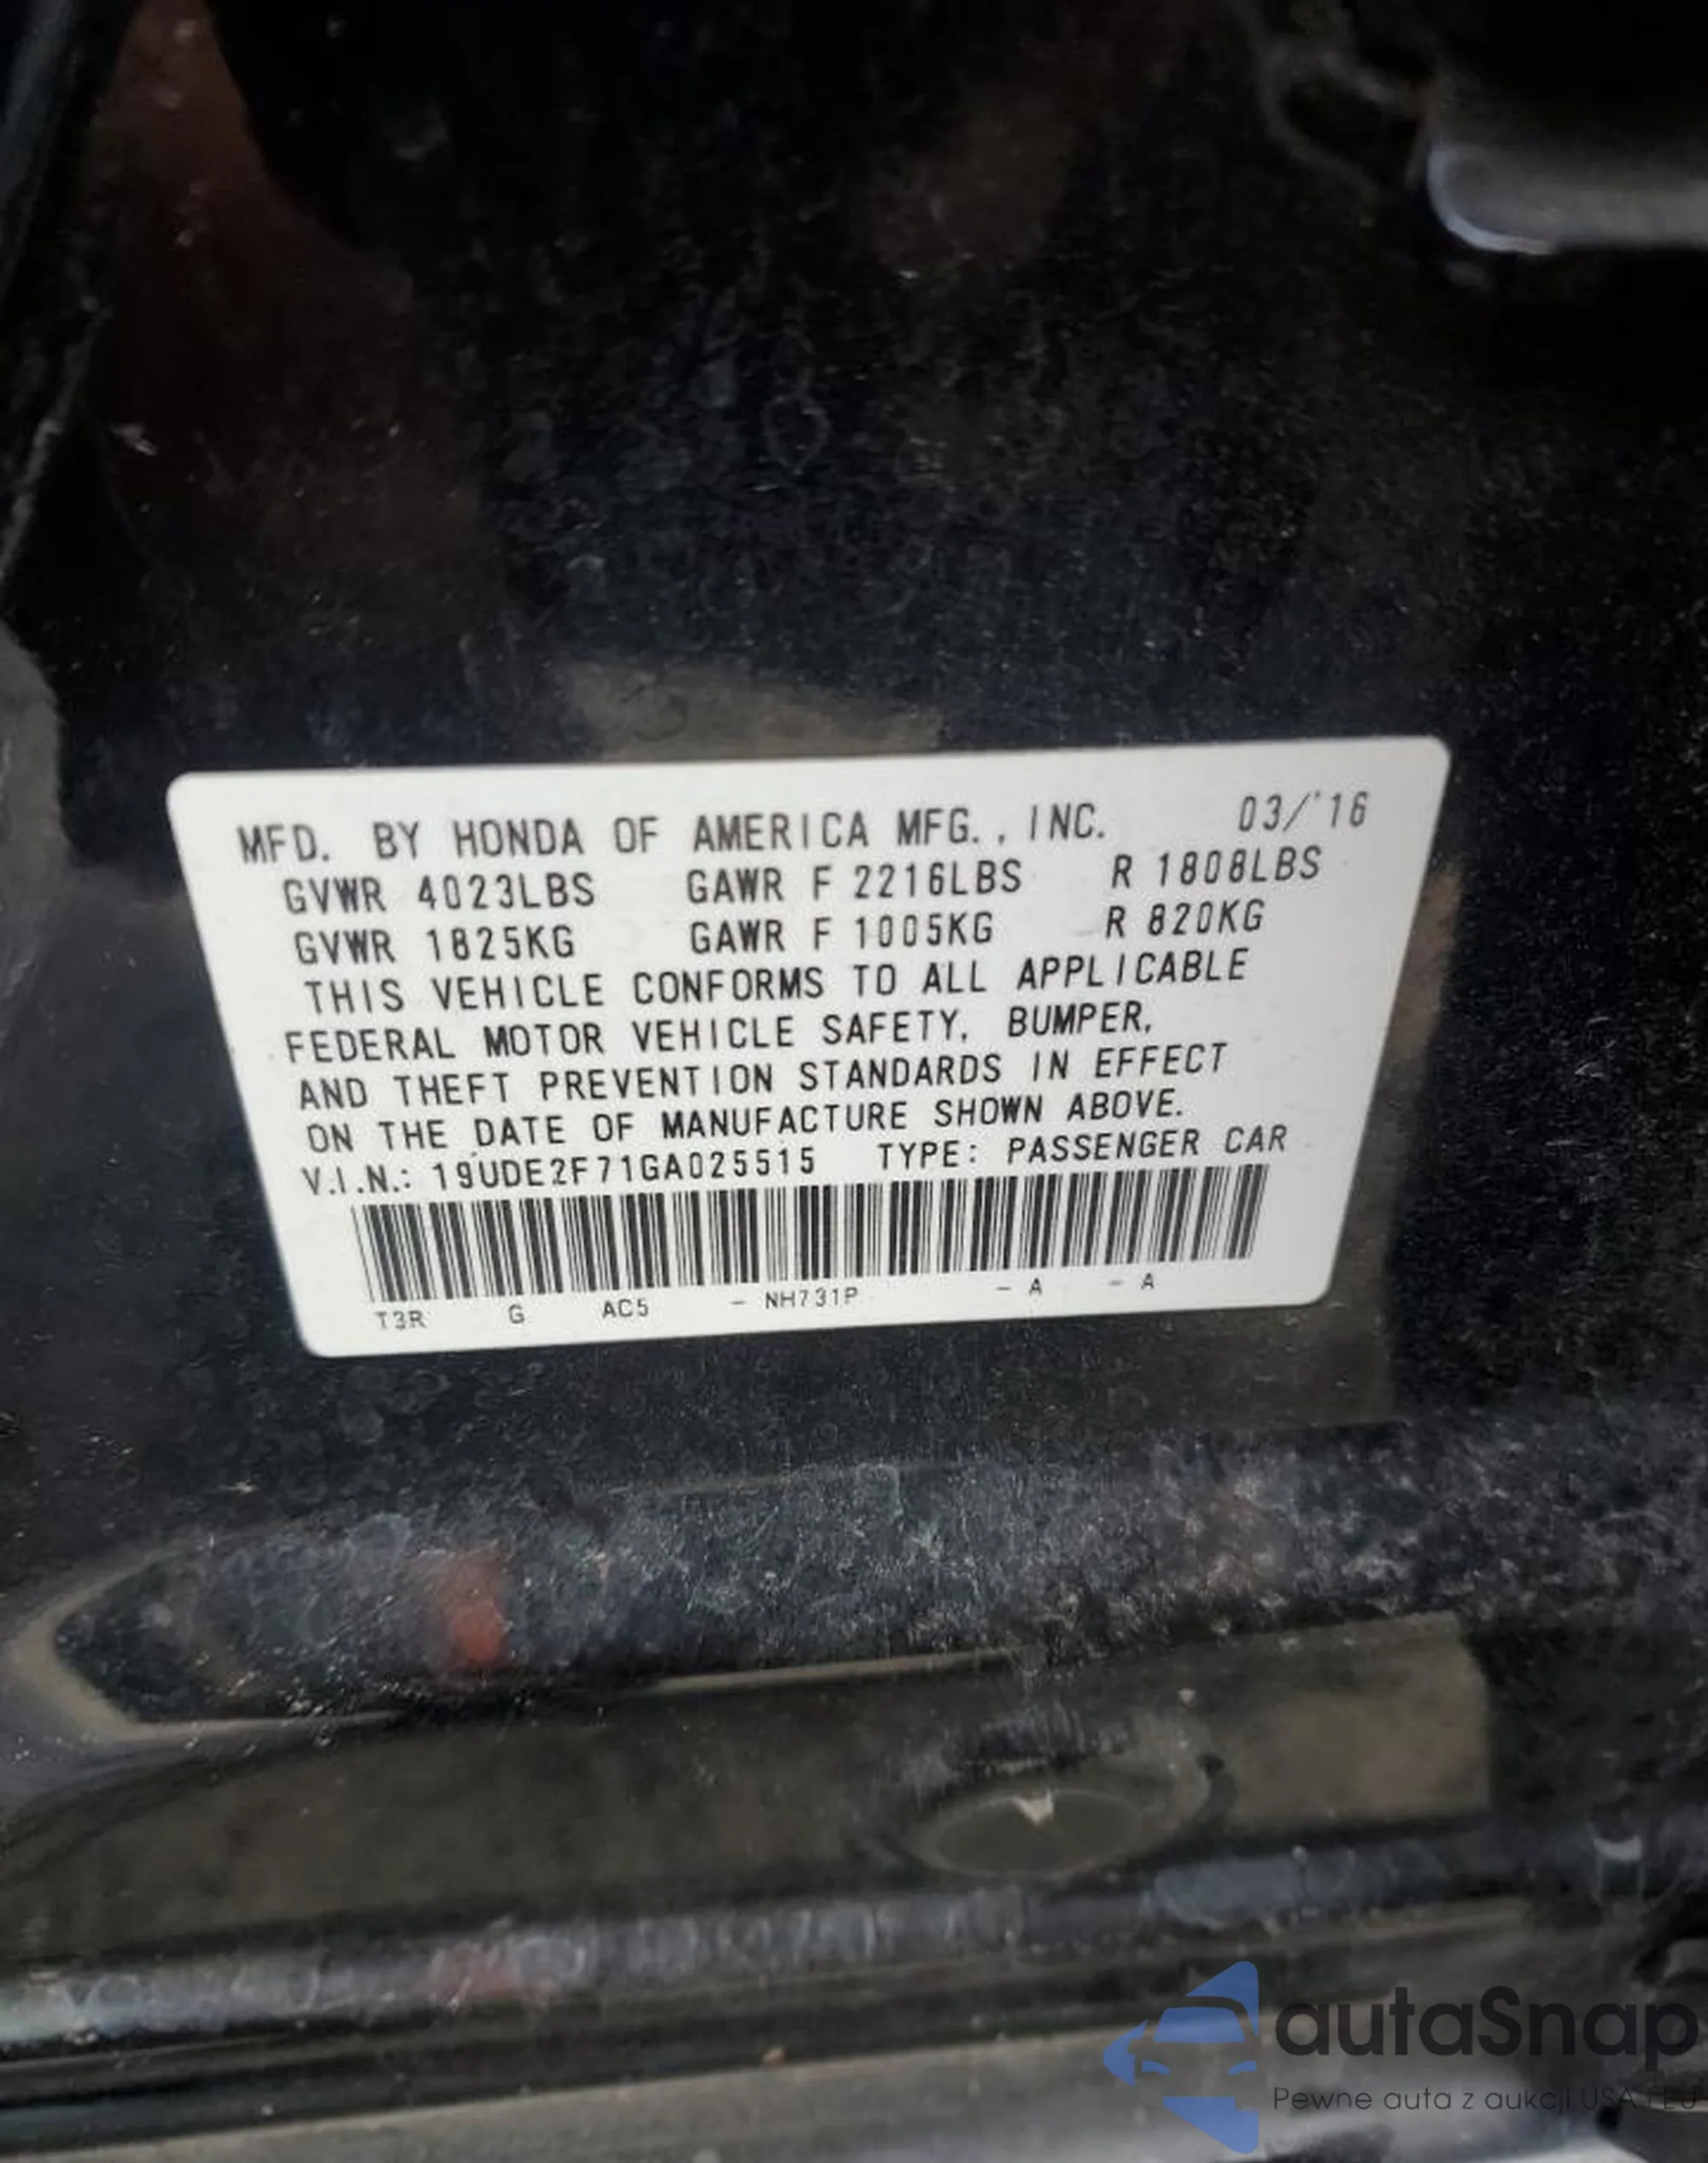 MFD. BY HONDA OF AMERICA MFG., INC. 03/'16
GVWR 4023LBS GAWR F 2216LBS R 1808LBS
GVWR 1825KG GAWR F 1005KG R 820KG
THIS VEHICLE CONFORMS TO ALL APPLICABLE
FEDERAL MOTOR VEHICLE SAFETY, BUMPER,
AND THEFT PREVENTION STANDARDS IN EFFECT
ON THE DATE OF MANUFACTURE SHOWN ABOVE.
V.I.N.: 19UDE2F71GA025515 TYPE: PASSENGER CAR
T3R G AC5 - NH731P - A - A
autaSnap
Pewne auta z aukcji USA i EU